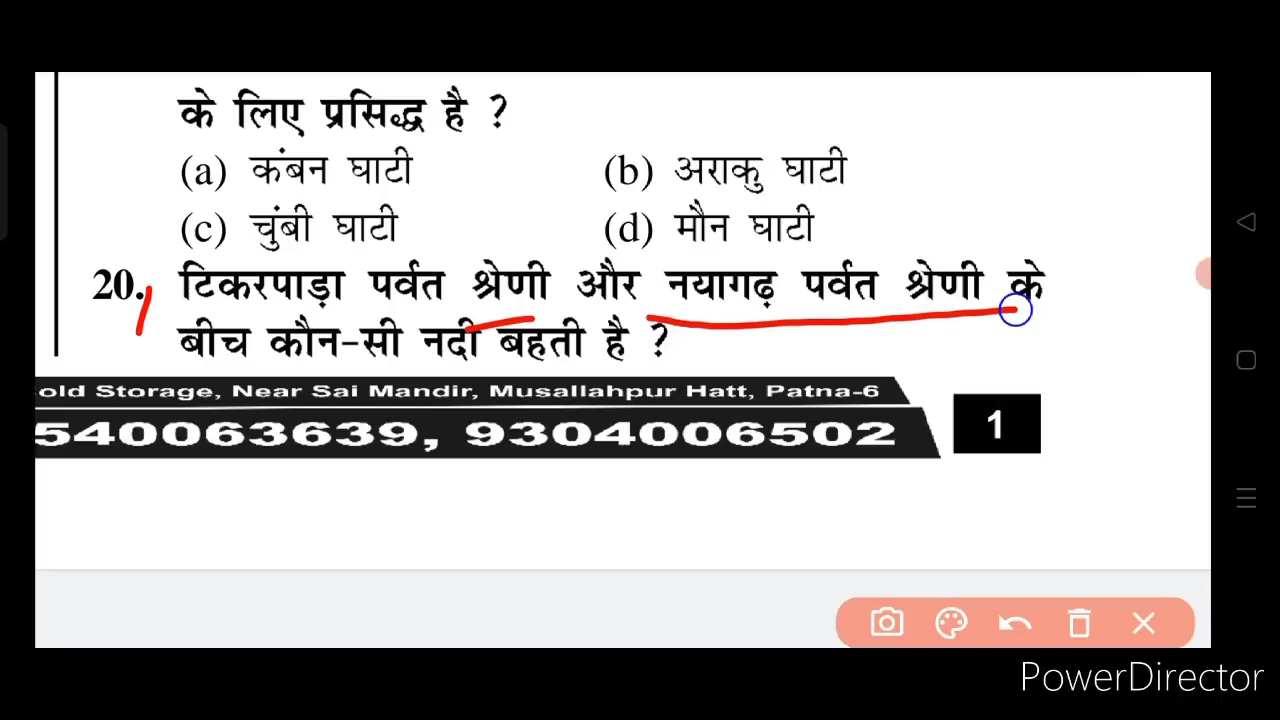 के लिए प्रसिद्ध है ?
(a) कंबन घाटी (b) अराकु घाटी
(c) चुंबी घाटी (d) मौन घाटी
20. टिकरपाड़ा पर्वत श्रेणी और नयागढ़ पर्वत श्रेणी के
बीच कौन-सी नदी बहती है ?
old Storage, Near Sai Mandir, Musallahpur Hatt, Patna-6
540063639, 9304006502 1
PowerDirector